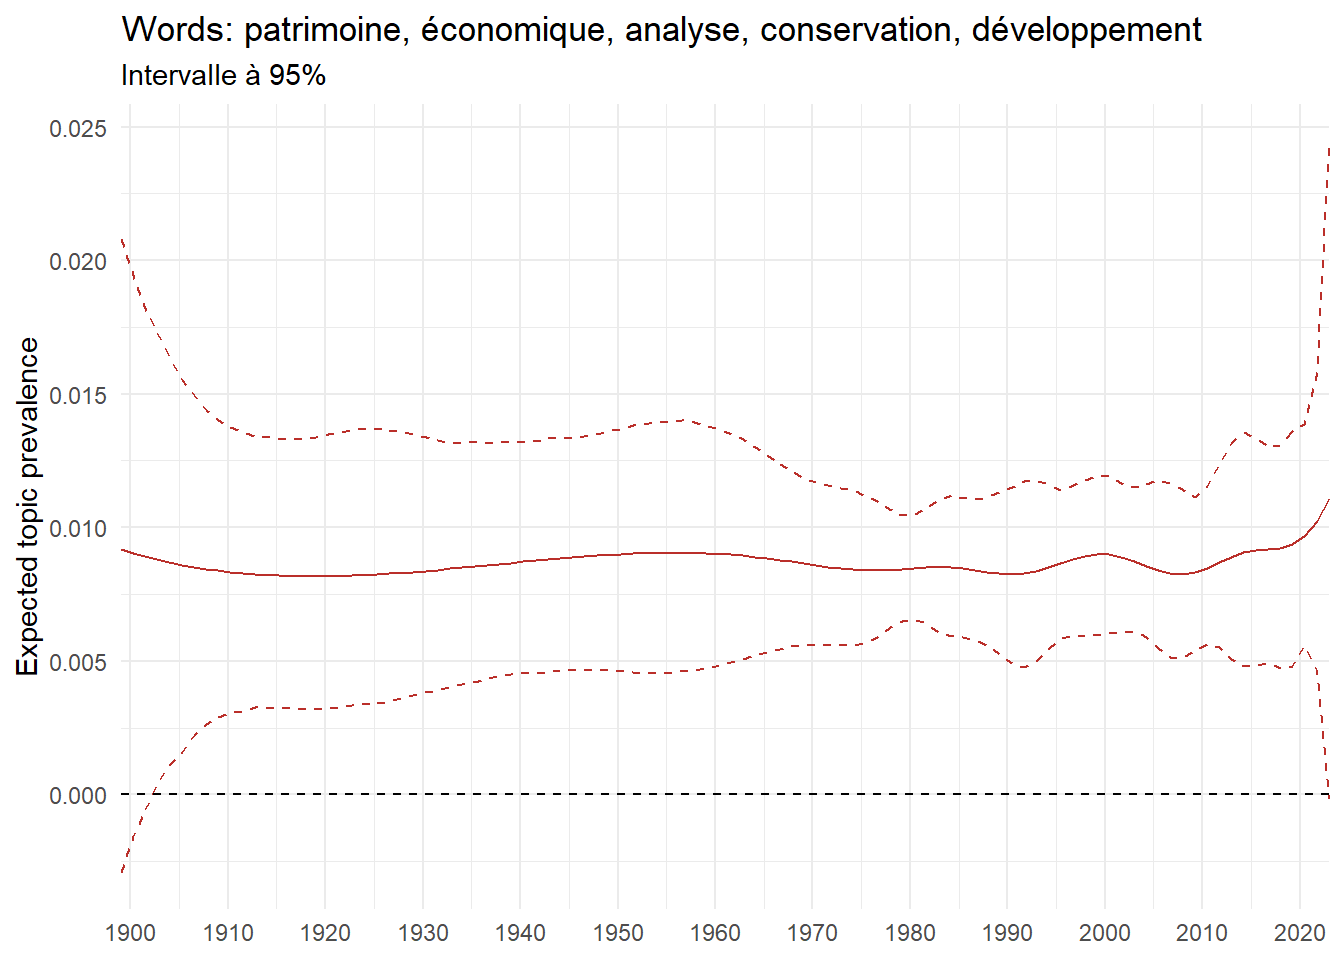 Words: patrimoine, économique, analyse, conservation, développement
Intervalle à 95%
Expected topic prevalence
0.025
0.020
0.015
0.010
0.005
0.000
1900 1910 1920 1930 1940 1950 1960 1970 1980 1990 2000 2010 2020